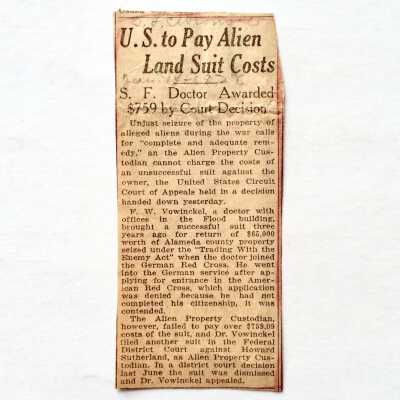 U. S. to Pay Alien
Land Suit Costs
S. F. Doctor Awarded
$759 by Court Decision
Unjust seizure of the property of
alleged aliens during the war calls
for "complete and adequate rem-
edy," an the Alien Property Cus-
todian cannot charge the costs of
an unsuccessful suit against the
owner, the United States Circuit
Court of Appeals held in a decision
handed down yesterday.
F. W. Vowinckel, a doctor with
offices in the Flood building,
brought a successful suit three
years ago for return of $65,000
worth of Alameda county property
seized under the "Trading With the
Enemy Act" when the doctor joined
the German Red Cross. He went
into the German service after ap-
plying for entrance in the Amer-
ican Red Cross, which application
was denied because he had not
completed his citizenship, it was
contended.
The Alien Property Custodian,
however, failed to pay over $759.09
costs of the suit, and Dr. Vowinckel
filed another suit in the Federal
District Court against Howard
Sutherland, as Alien Property Cus-
todian. In a district court decision
last June the suit was dismissed
and Dr. Vowinckel appealed.